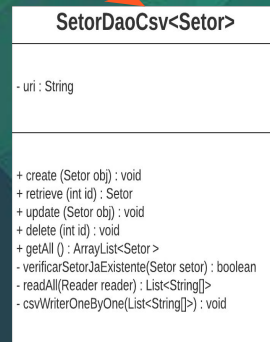 SetorDaoCsv<Setor>
- uri : String
+ create (Setor obj) : void
+ retrieve (int id) : Setor
+ update (Setor obj) : void
+ delete (int id) : void
+ getAll () : ArrayList<Setor >
- verificarSetorJaExistente(Setor setor) : boolean
- readAll(Reader reader) : List<String[]>
- csvWriterOneByOne(List<String[]>) : void